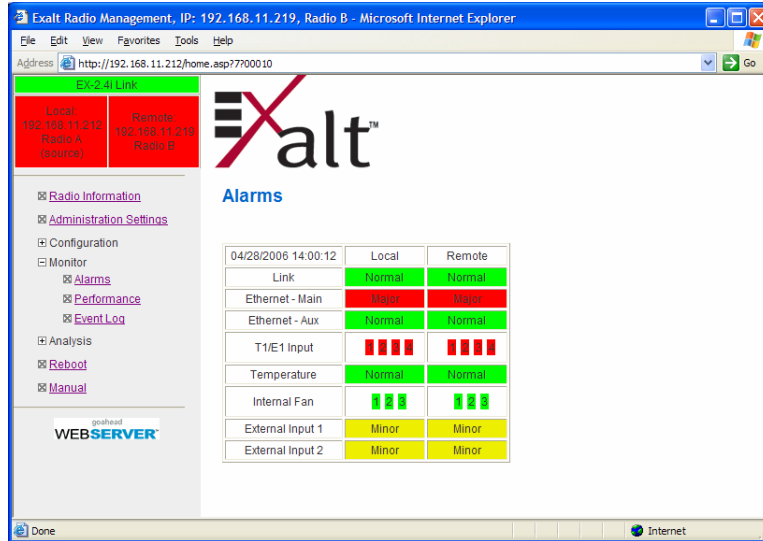 Exalt Radio Management, IP: 192.168.11.219, Radio B - Microsoft Internet Explorer
File Edit View Favorites Tools Help
Address http://192.168.11.212/home.asp?7700010 Go
EX-2.4i Link
Local: 192.168.11.212 Radio A (source)
Remote: 192.168.11.219 Radio B
Exalt™
Radio Information
Administration Settings
Configuration
Monitor
Alarms
Performance
Event Log
Analysis
Reboot
Manual
goahead
WEBSERVER
Alarms
04/28/2006 14:00:12 Local Remote
Link Normal Normal
Ethernet - Main Major Major
Ethernet - Aux Normal Normal
T1/E1 Input 1 2 3 4 1 2 3 4
Temperature Normal Normal
Internal Fan 1 2 3 1 2 3
External Input 1 Minor Minor
External Input 2 Minor Minor
Done Internet